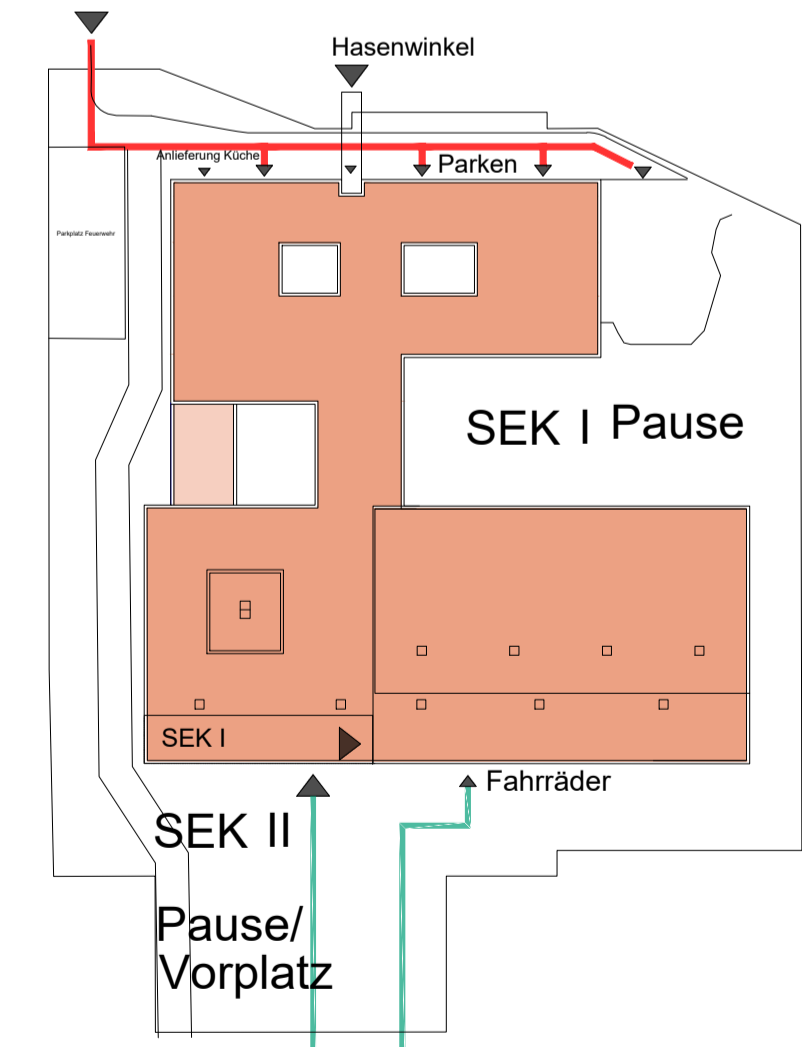 Hasenwinkel
Anlieferung Küche
Parken
Parkplatz Feuerwehr
SEK I Pause
SEK I
Fahrräder
SEK II
Pause/
Vorplatz